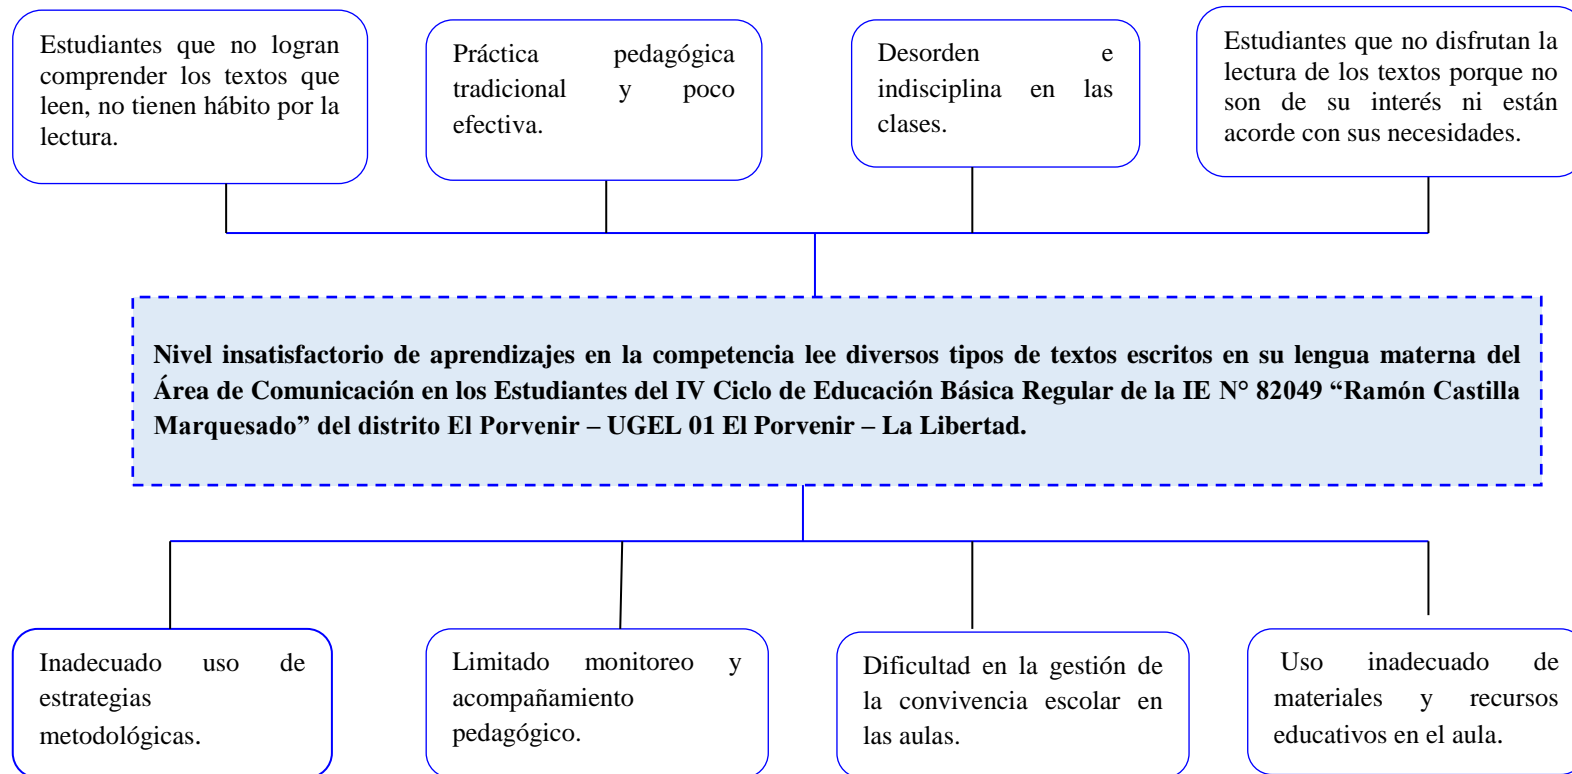 Estudiantes que no logran
comprender los textos que
leen, no tienen hábito por la
lectura.
Práctica pedagógica
tradicional y poco
efectiva.
Desorden e
indisciplina en las
clases.
Estudiantes que no disfrutan la
lectura de los textos porque no
son de su interés ni están
acorde con sus necesidades.
Nivel insatisfactorio de aprendizajes en la competencia lee diversos tipos de textos escritos en su lengua materna del
Área de Comunicación en los Estudiantes del IV Ciclo de Educación Básica Regular de la IE N° 82049 “Ramón Castilla
Marquesado” del distrito El Porvenir – UGEL 01 El Porvenir – La Libertad.
Inadecuado uso de
estrategias
metodológicas.
Limitado monitoreo y
acompañamiento
pedagógico.
Dificultad en la gestión de
la convivencia escolar en
las aulas.
Uso inadecuado de
materiales y recursos
educativos en el aula.